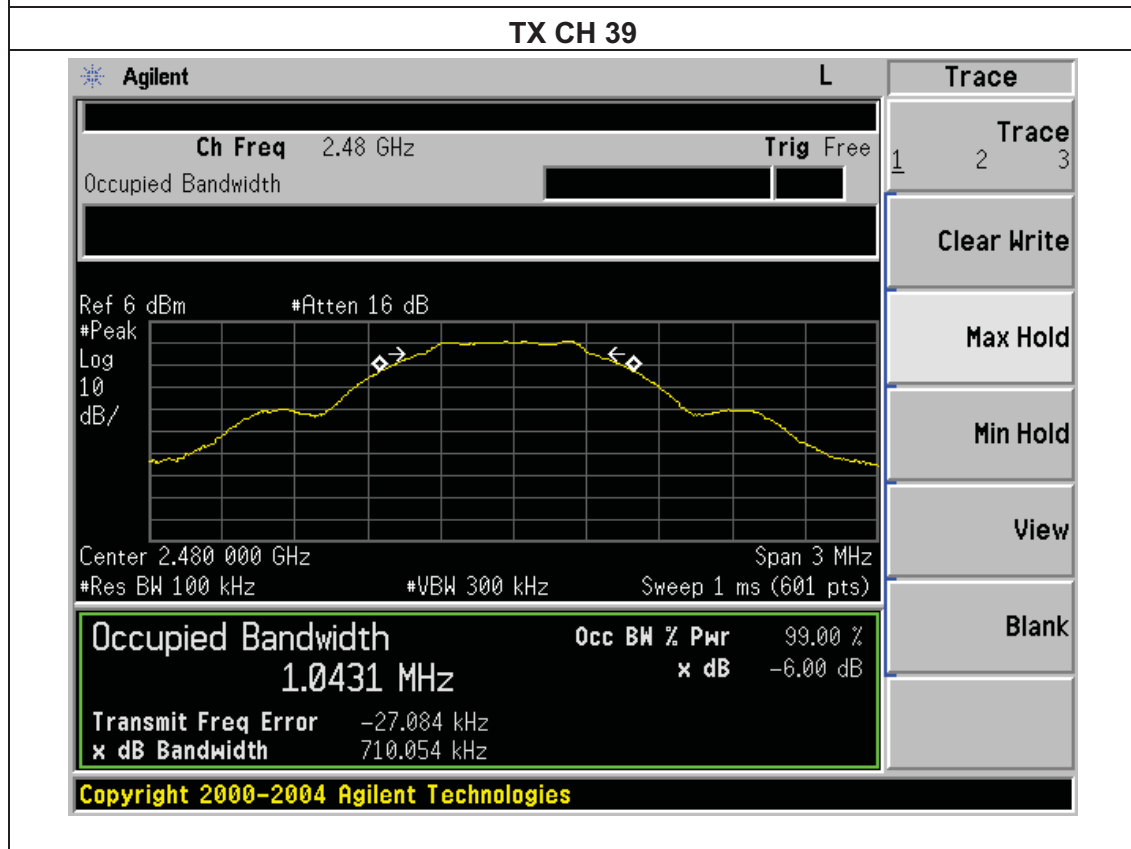 TX CH 39
Agilent L Trace
Ch Freq 2.48 GHz Trig Free
Occupied Bandwidth
Trace
1 2 3
Clear Write
Max Hold
Min Hold
View
Blank
Ref 6 dBm #Atten 16 dB
#Peak
Log
10
dB/
Center 2.480 000 GHz Span 3 MHz
#Res BW 100 kHz #VBW 300 kHz Sweep 1 ms (601 pts)
Occupied Bandwidth Occ BW % Pwr 99.00 %
1.0431 MHz x dB -6.00 dB
Transmit Freq Error -27.084 kHz
x dB Bandwidth 710.054 kHz
Copyright 2000-2004 Agilent Technologies